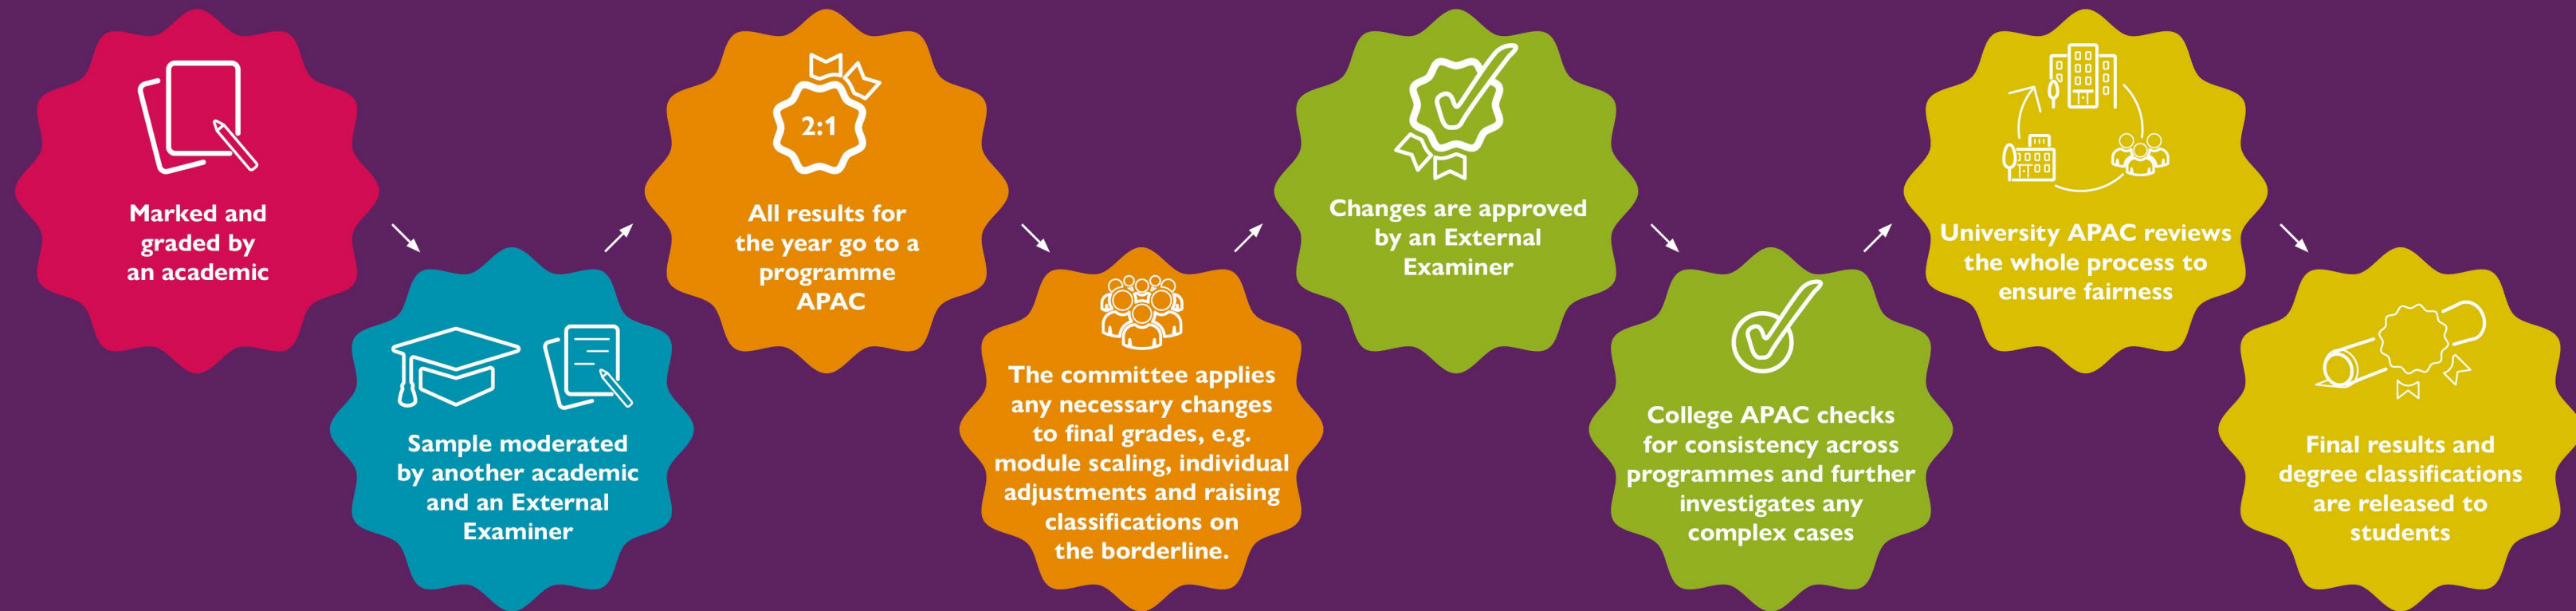 Marked and
graded by
an academic
Sample moderated
by another academic
and an External
Examiner
2:1
All results for
the year go to a
programme
APAC
The committee applies
any necessary changes
to final grades, e.g.
module scaling, individual
adjustments and raising
classifications on
the borderline.
Changes are approved
by an External
Examiner
College APAC checks
for consistency across
programmes and further
investigates any
complex cases
University APAC reviews
the whole process to
ensure fairness
Final results and
degree classifications
are released to
students